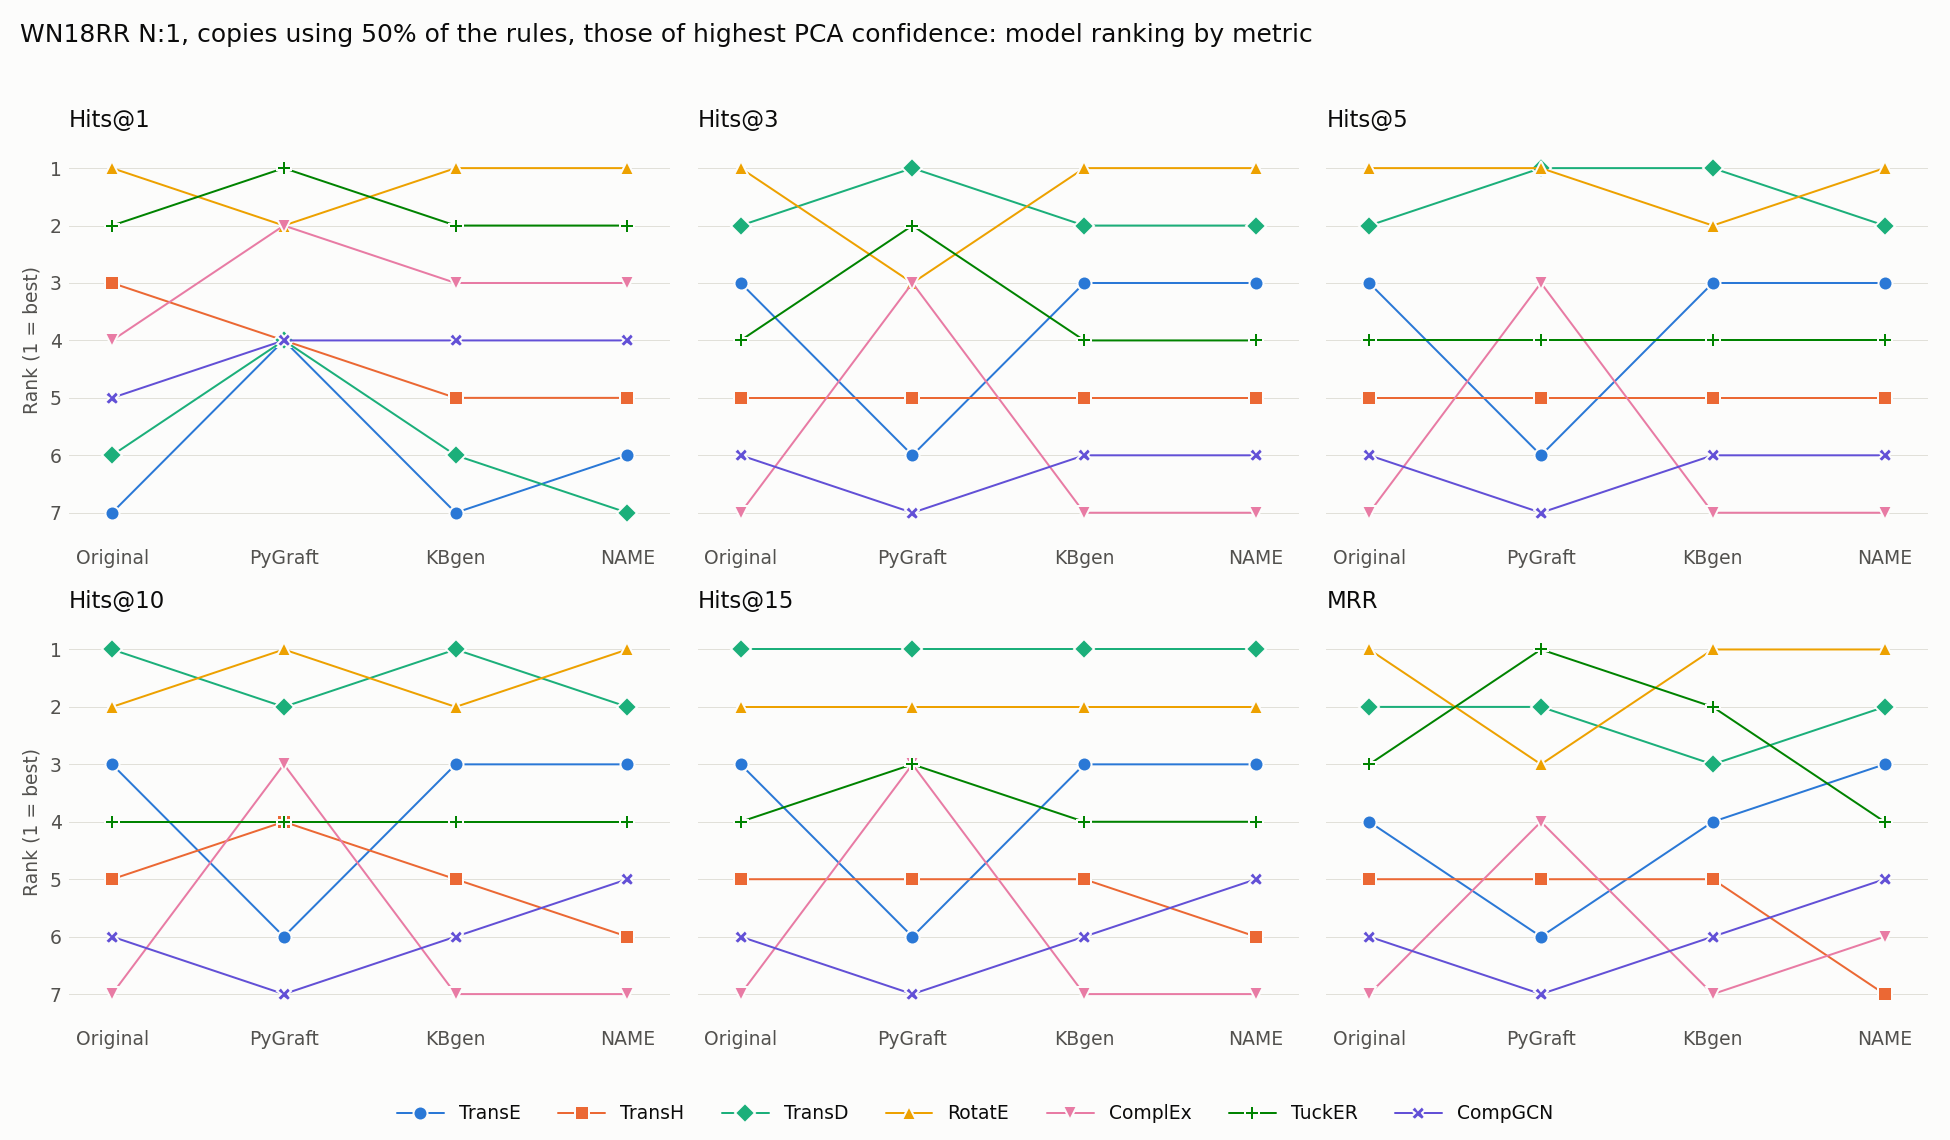 WN18RR N:1, copies using 50% of the rules, those of highest PCA confidence: model ranking by metric
Hits@1
Hits@3
Hits@5
Rank (1 = best)
1
2
3
4
5
6
7
Original PyGraft KBgen NAME
Original PyGraft KBgen NAME
Original PyGraft KBgen NAME
Hits@10
Hits@15
MRR
Rank (1 = best)
1
2
3
4
5
6
7
Original PyGraft KBgen NAME
Original PyGraft KBgen NAME
Original PyGraft KBgen NAME
TransE TransH TransD RotatE ComplEx TuckER CompGCN